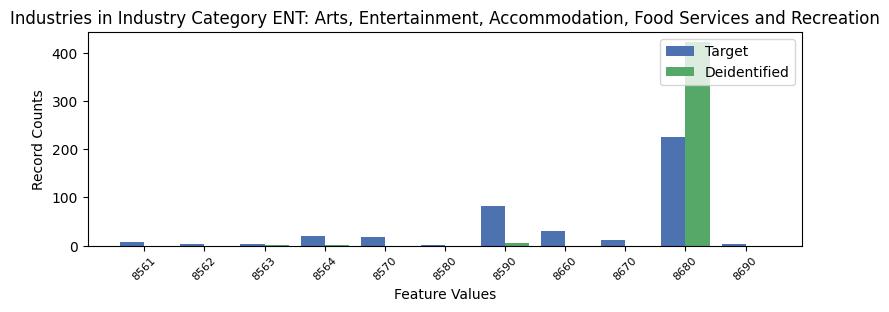 Industries in Industry Category ENT: Arts, Entertainment, Accommodation, Food Services and Recreation
Target
Deidentified
Record Counts
400
300
200
100
0
8561 8562 8563 8564 8570 8580 8590 8660 8670 8680 8690
Feature Values